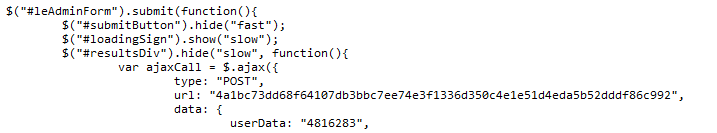 $("#leAdminForm").submit(function(){
$("#submitButton").hide("fast");
$("#loadingSign").show("slow");
$("#resultsDiv").hide("slow", function(){
var ajaxCall = $.ajax({
type: "POST",
url: "4a1bc73dd68f64107db3bbc7ee74e3f1336d350c4e1e51d4eda5b52dddf86c992",
data: {
userData: "4816283",